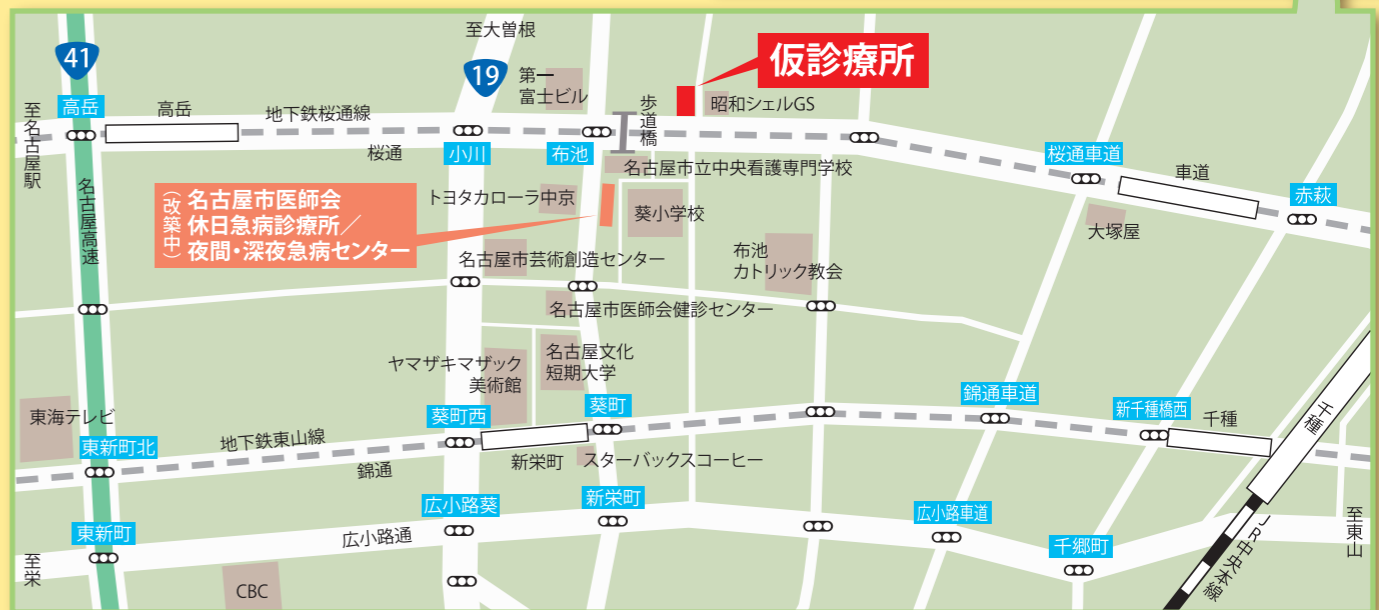 至大曽根
41
19
仮診療所
第一
富士ビル
歩道橋
昭和シェルGS
至名古屋駅
高岳
高岳
地下鉄桜通線
桜通
小川
布池
桜通車道
車道
赤萩
名古屋市立中央看護専門学校
名古屋高速
(改築中)
名古屋市医師会
休日急病診療所/
夜間・深夜急病センター
トヨタカローラ中京
葵小学校
大塚屋
布池
カトリック教会
名古屋市芸術創造センター
名古屋市医師会健診センター
ヤマザキマザック
美術館
名古屋文化
短期大学
東海テレビ
東新町北
地下鉄東山線
錦通
葵町西
葵町
新栄町
スターバックスコーヒー
錦通車道
新千種橋西
千種
千種
広小路葵
新栄町
広小路車道
東新町
広小路通
千郷町
至栄
CBC
JR中央本線
至東山